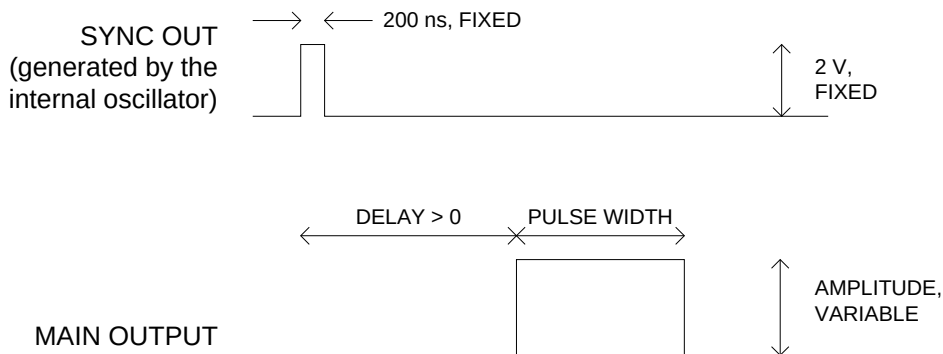 200 ns, FIXED
SYNC OUT
(generated by the
internal oscillator)
2 V,
FIXED
DELAY > 0
PULSE WIDTH
AMPLITUDE,
VARIABLE
MAIN OUTPUT